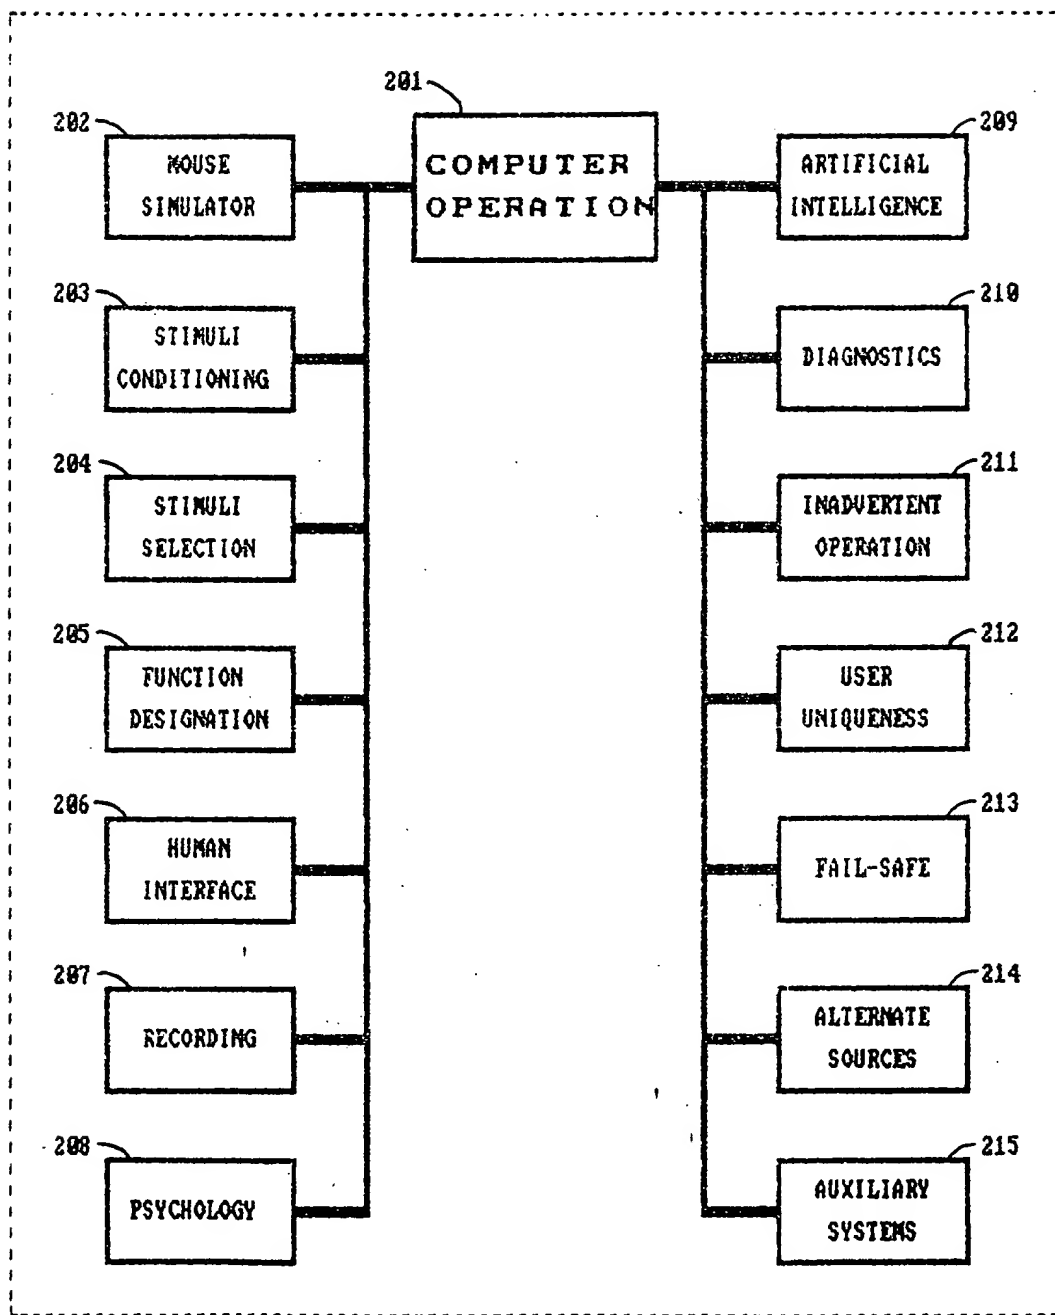 201
COMPUTER
OPERATION
202
MOUSE
SIMULATOR
203
STIMULI
CONDITIONING
204
STIMULI
SELECTION
205
FUNCTION
DESIGNATION
206
HUMAN
INTERFACE
207
RECORDING
208
PSYCHOLOGY
209
ARTIFICIAL
INTELLIGENCE
210
DIAGNOSTICS
211
INADVERTENT
OPERATION
212
USER
UNIQUENESS
213
FAIL-SAFE
214
ALTERNATE
SOURCES
215
AUXILIARY
SYSTEMS